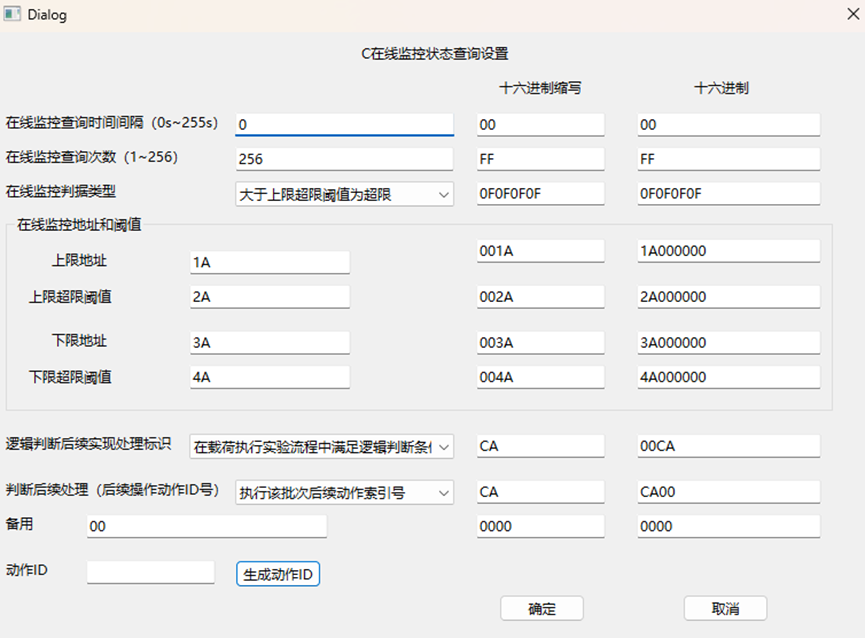 Dialog
C在线监控状态查询设置
十六进制缩写 十六进制
在线监控查询时间间隔（0s~255s） 0 00 00
在线监控查询次数（1~256） 256 FF FF
在线监控判据类型 大于上限超限阈值为超限 0F0F0F0F 0F0F0F0F
在线监控地址和阈值
上限地址 1A 001A 1A000000
上限超限阈值 2A 002A 2A000000
下限地址 3A 003A 3A000000
下限超限阈值 4A 004A 4A000000
逻辑判断后续实现处理标识 在载荷执行实验流程中满足逻辑判断条 CA 00CA
判断后续处理（后续操作动作ID号） 执行该批次后续动作索引号 CA CA00
备用 00 0000 0000
动作ID 生成动作ID
确定 取消